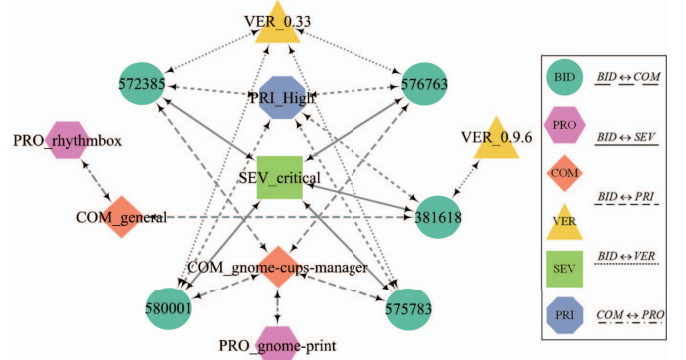 VER_0.33
572385
576763
PRI_High
PRO_rhythmbox
VER_0.9.6
SEV_critical
COM_general
381618
COM_gnome-cups-manager
580001
575783
PRO_gnome-print
BID
BID↔COM
PRO
BID↔SEV
COM
BID↔PRI
VER
BID↔VER
SEV
PRI
COM↔PRO